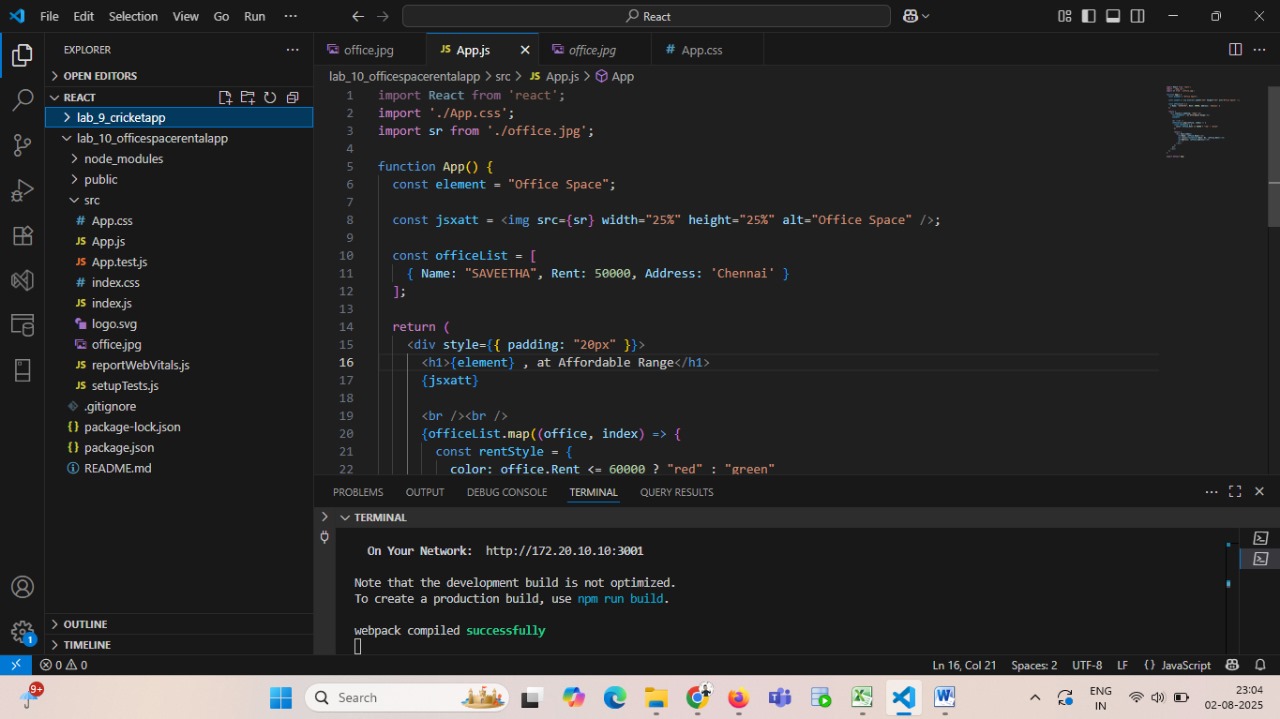 File Edit Selection View Go Run ··· React
EXPLORER ···
OPEN EDITORS
REACT
lab_9_cricketapp
lab_10_officespacerentalapp
node_modules
public
src
# App.css
JS App.js
JS App.test.js
# index.css
JS index.js
logo.svg
office.jpg
JS reportWebVitals.js
JS setupTests.js
.gitignore
{} package-lock.json
{} package.json
README.md
OUTLINE
TIMELINE
office.jpg JS App.js office.jpg # App.css
lab_10_officespacerentalapp > src > JS App.js > App
1 import React from 'react';
2 import './App.css';
3 import sr from './office.jpg';
4
5 function App() {
6 const element = "Office Space";
7
8 const jsxatt = <img src={sr} width="25%" height="25%" alt="Office Space" />;
9
10 const officeList = [
11 { Name: "SAVEETHA", Rent: 50000, Address: 'Chennai' }
12 ];
13
14 return (
15 <div style={{ padding: "20px" }}>
16 <h1>{element} , at Affordable Range</h1>
17 {jsxatt}
18
19 <br /><br />
20 {officeList.map((office, index) => {
21 const rentStyle = {
22 color: office.Rent <= 60000 ? "red" : "green"
PROBLEMS OUTPUT DEBUG CONSOLE TERMINAL QUERY RESULTS ···
TERMINAL
On Your Network: http://172.20.10.10:3001
Note that the development build is not optimized.
To create a production build, use npm run build.
webpack compiled successfully
1
0 0 Ln 16, Col 21 Spaces: 2 UTF-8 LF {} JavaScript
9+ Search ENG 23:04
IN 02-08-2025